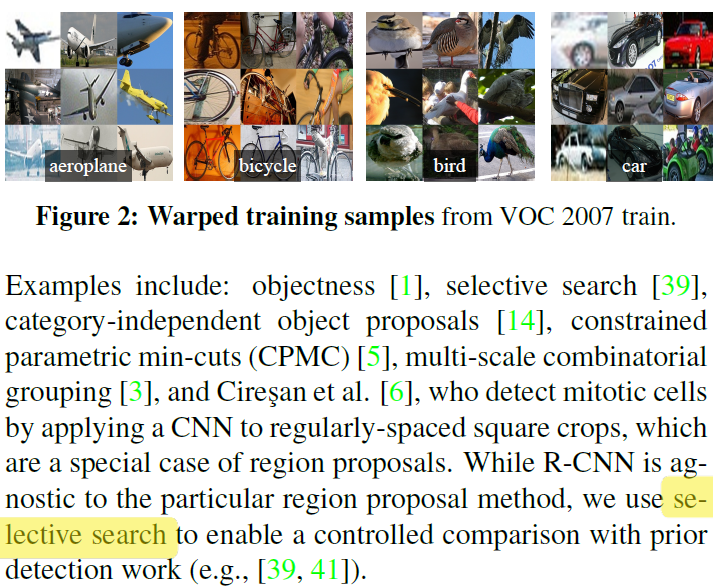 aeroplane bicycle bird car
Figure 2: Warped training samples from VOC 2007 train.
Examples include: objectness [1], selective search [39],
category-independent object proposals [14], constrained
parametric min-cuts (CPMC) [5], multi-scale combinatorial
grouping [3], and Cireşan et al. [6], who detect mitotic cells
by applying a CNN to regularly-spaced square crops, which
are a special case of region proposals. While R-CNN is ag-
nostic to the particular region proposal method, we use se-
lective search to enable a controlled comparison with prior
detection work (e.g., [39, 41]).